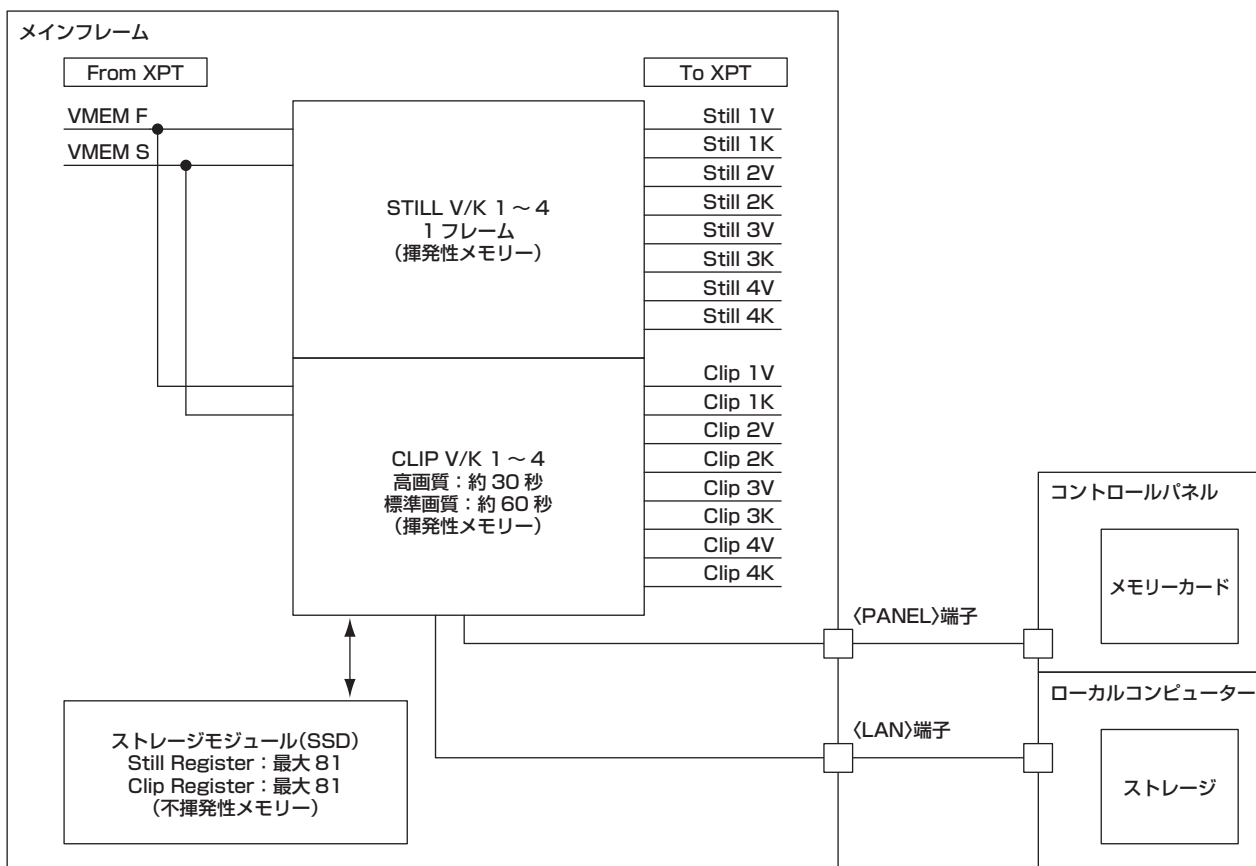 メインフレーム
From XPT
To XPT
VMEM F
VMEM S
STILL V/K 1 ～ 4
1 フレーム
（揮発性メモリー）
Still 1V
Still 1K
Still 2V
Still 2K
Still 3V
Still 3K
Still 4V
Still 4K
CLIP V/K 1 ～ 4
高画質：約 30 秒
標準画質：約 60 秒
（揮発性メモリー）
Clip 1V
Clip 1K
Clip 2V
Clip 2K
Clip 3V
Clip 3K
Clip 4V
Clip 4K
コントロールパネル
メモリーカード
〈PANEL〉端子
ローカルコンピューター
ストレージ
〈LAN〉端子
ストレージモジュール（SSD）
Still Register：最大 81
Clip Register：最大 81
（不揮発性メモリー）